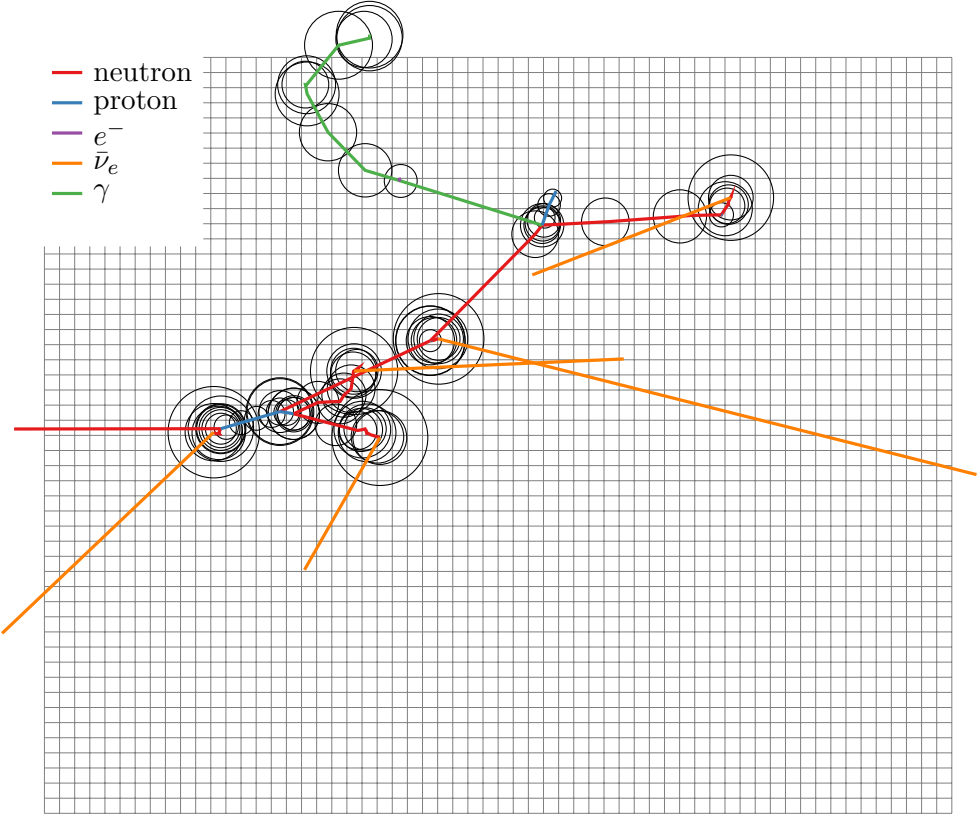 neutron
proton
e⁻
ν̄ₑ
γ